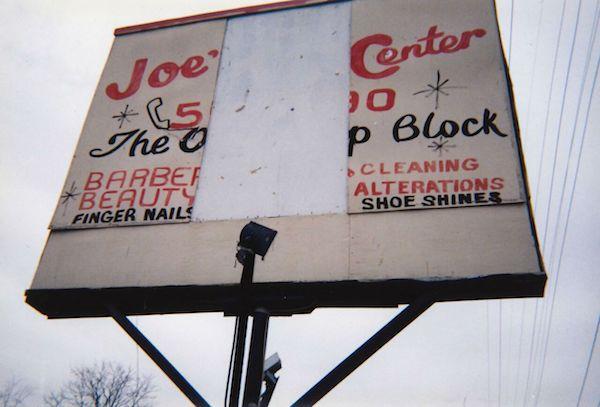 Joe' Center
5 90
The O p Block
BARBER CLEANING
BEAUTY ALTERATIONS
FINGER NAILS SHOE SHINES